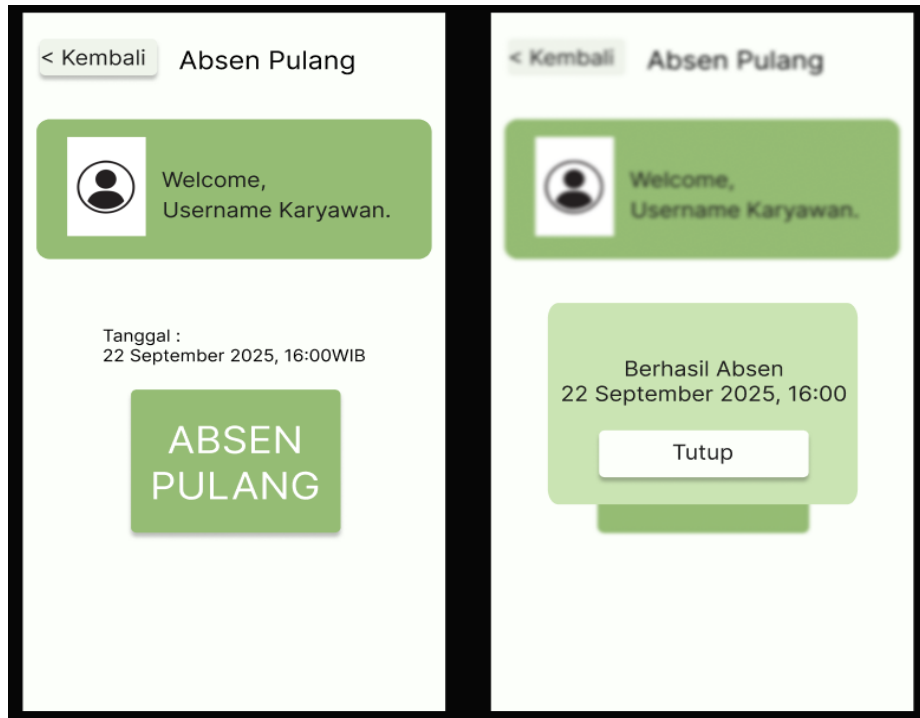 < Kembali
Absen Pulang
Welcome,
Username Karyawan.
Tanggal :
22 September 2025, 16:00WIB
ABSEN
PULANG
< Kembali
Absen Pulang
Welcome,
Username Karyawan.
Berhasil Absen
22 September 2025, 16:00
Tutup